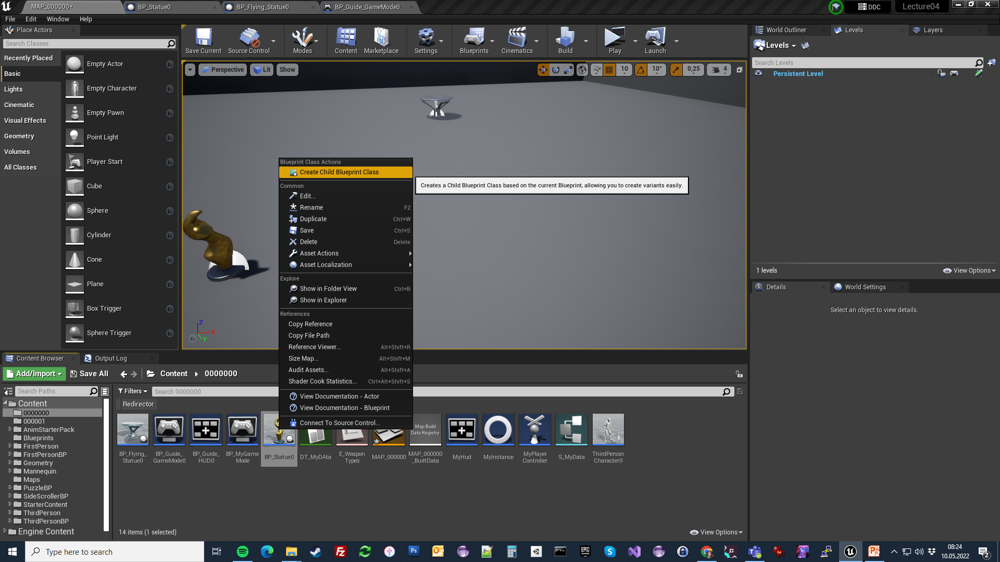 MAP_000000*
BP_Statue0
BP_Flying_Statue0
BP_Guide_GameMode0
DDC
Lecture04
File
Edit
Window
Help
Place Actors
Search Classes
Recently Placed
Basic
Lights
Cinematic
Visual Effects
Geometry
Volumes
All Classes
Empty Actor
Empty Character
Empty Pawn
Point Light
Player Start
Cube
Sphere
Cylinder
Cone
Plane
Box Trigger
Sphere Trigger
Save Current
Source Control
Modes
Content
Marketplace
Settings
Blueprints
Cinematics
Build
Play
Launch
Perspective
Lit
Show
10
10°
0,25
4
Z
X
Y
Blueprint Class Actions
Create Child Blueprint Class
Creates a Child Blueprint Class based on the current Blueprint, allowing you to create variants easily.
Common
Edit...
Rename F2
Duplicate Ctrl+W
Save Ctrl+S
Delete Delete
Asset Actions
Asset Localization
Explore
Show in Folder View Ctrl+B
Show in Explorer
References
Copy Reference
Copy File Path
Reference Viewer... Alt+Shift+R
Size Map... Alt+Shift+M
Audit Assets... Alt+Shift+A
Shader Cook Statistics... Ctrl+Alt+Shift+S
View Documentation - Actor
View Documentation - Blueprint
Connect To Source Control...
World Outliner
Levels
Layers
Levels
Search Levels
Persistent Level
1 levels
View Options
Details
World Settings
Select an object to view details.
Content Browser
Output Log
Add/Import
Save All
Content
0000000
Search Paths
Filters
Search 0000000
Redirector
Content
0000000
000001
AnimStarterPack
Blueprints
FirstPerson
FirstPersonBP
Geometry
Mannequin
Maps
PuzzleBP
SideScrollerBP
StarterContent
ThirdPerson
ThirdPersonBP
Engine Content
Map Build
Data Registry
BP_Flying_
Statue0
BP_Guide_
GameMode0
BP_Guide_
HUD0
BP_MyGame
Mode
BP_Statue0
DT_MyDAta
E_Weapon
Types
MAP_000000
MAP_000000
_BuiltData
MyHud
MyInstance
MyPlayer
Controller
S_MyData
ThirdPerson
Character0
14 items (1 selected)
View Options
Type here to search
08:24
10.05.2022
2